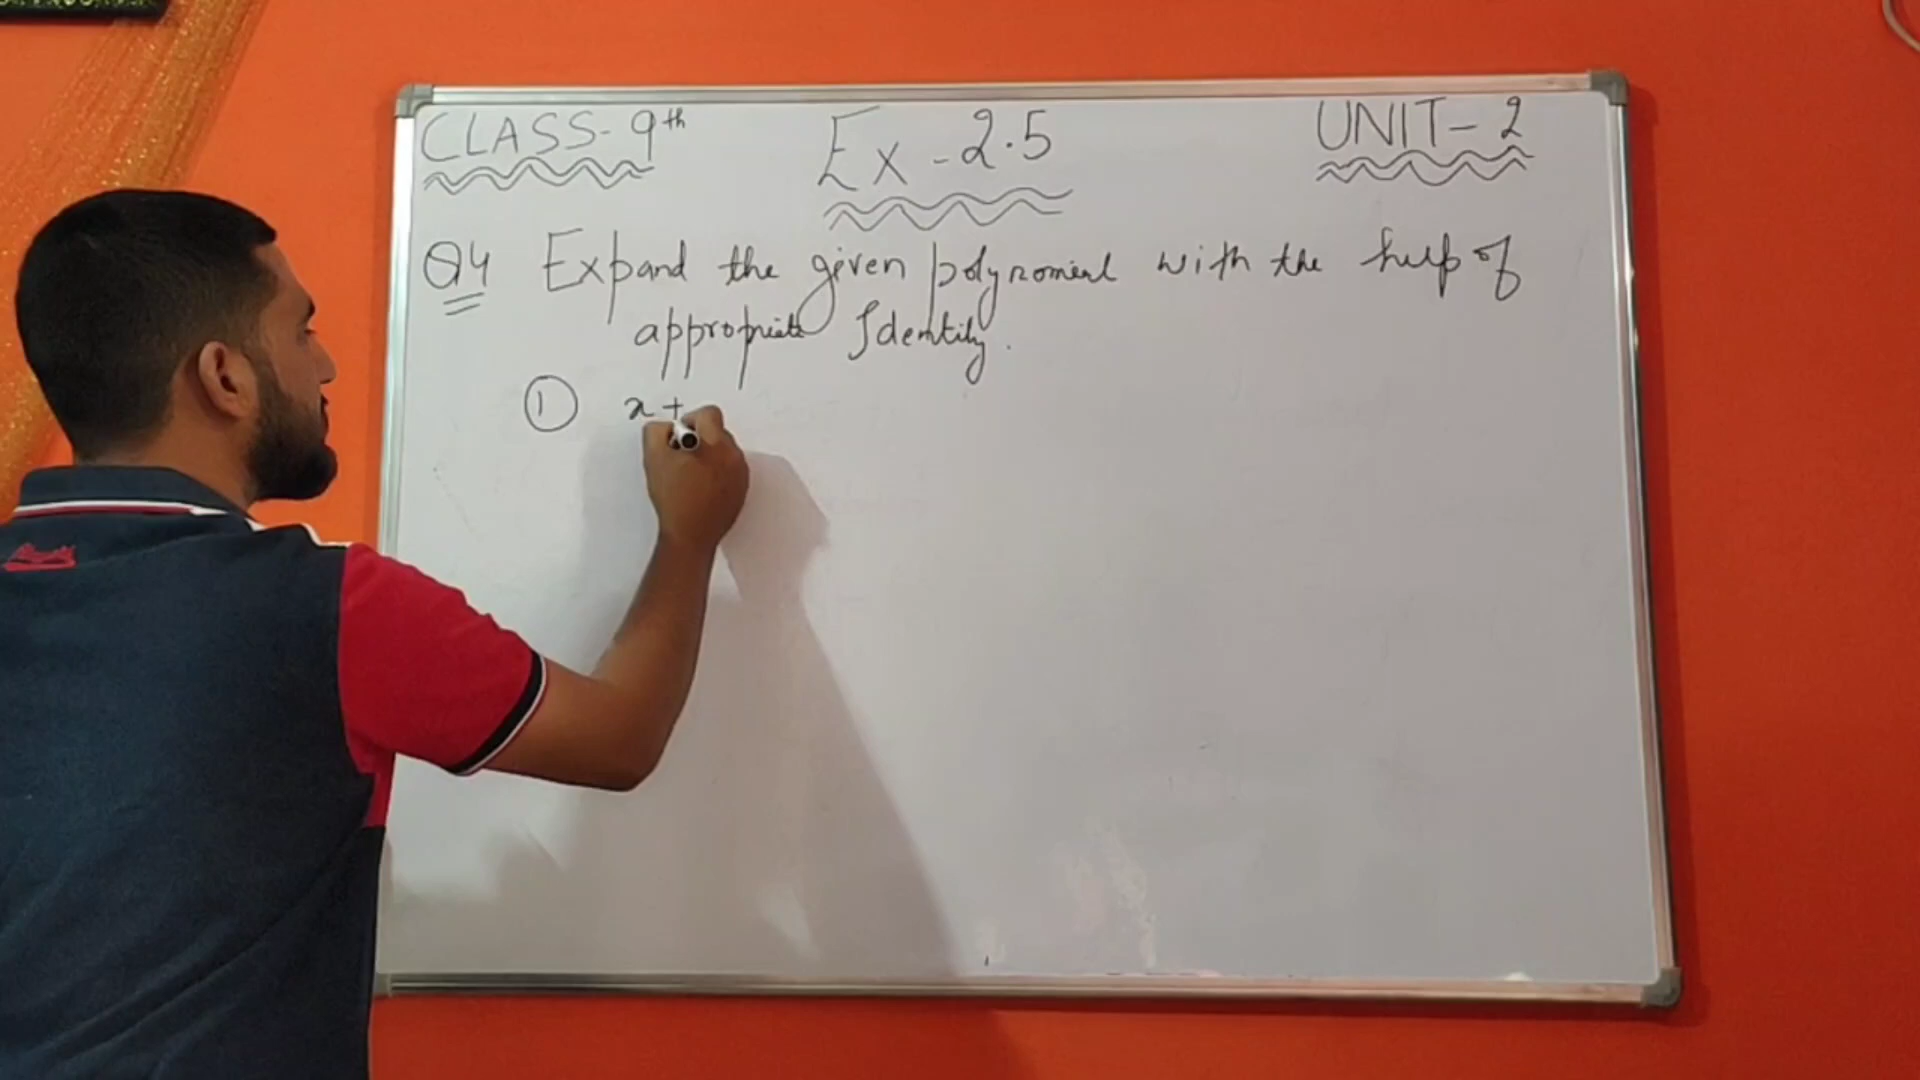 CLASS-9th Ex-2.5 UNIT-2
Q4 Expand the given polynomial with the help of
appropriate Identity.
① x+